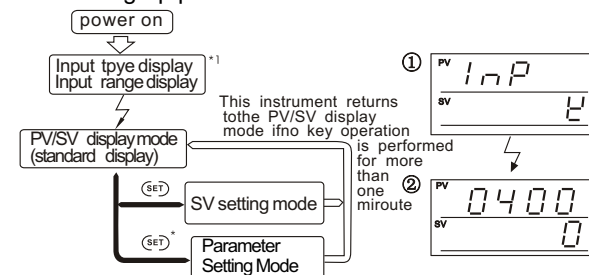 power on
Input tpye display
Input range display
*1
This instrument returns
tothe PV/SV display
mode ifno key operation
is performed
for more
than
one
miroute
PV/SV displaymode
(standard display)
SET
SV setting mode
SET *
Parameter
Setting Mode
①
PV
InP
SV
②
PV
0400
SV
0